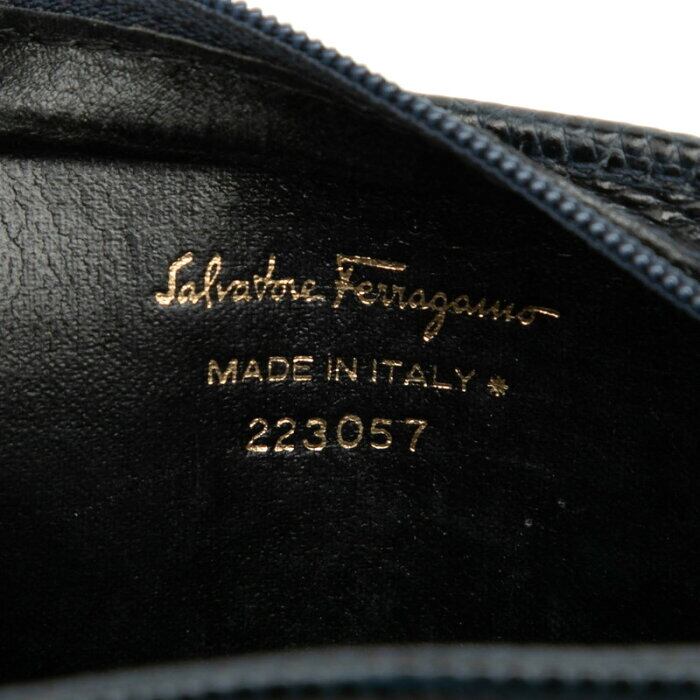 Salvatore Ferragamo
MADE IN ITALY *
223057